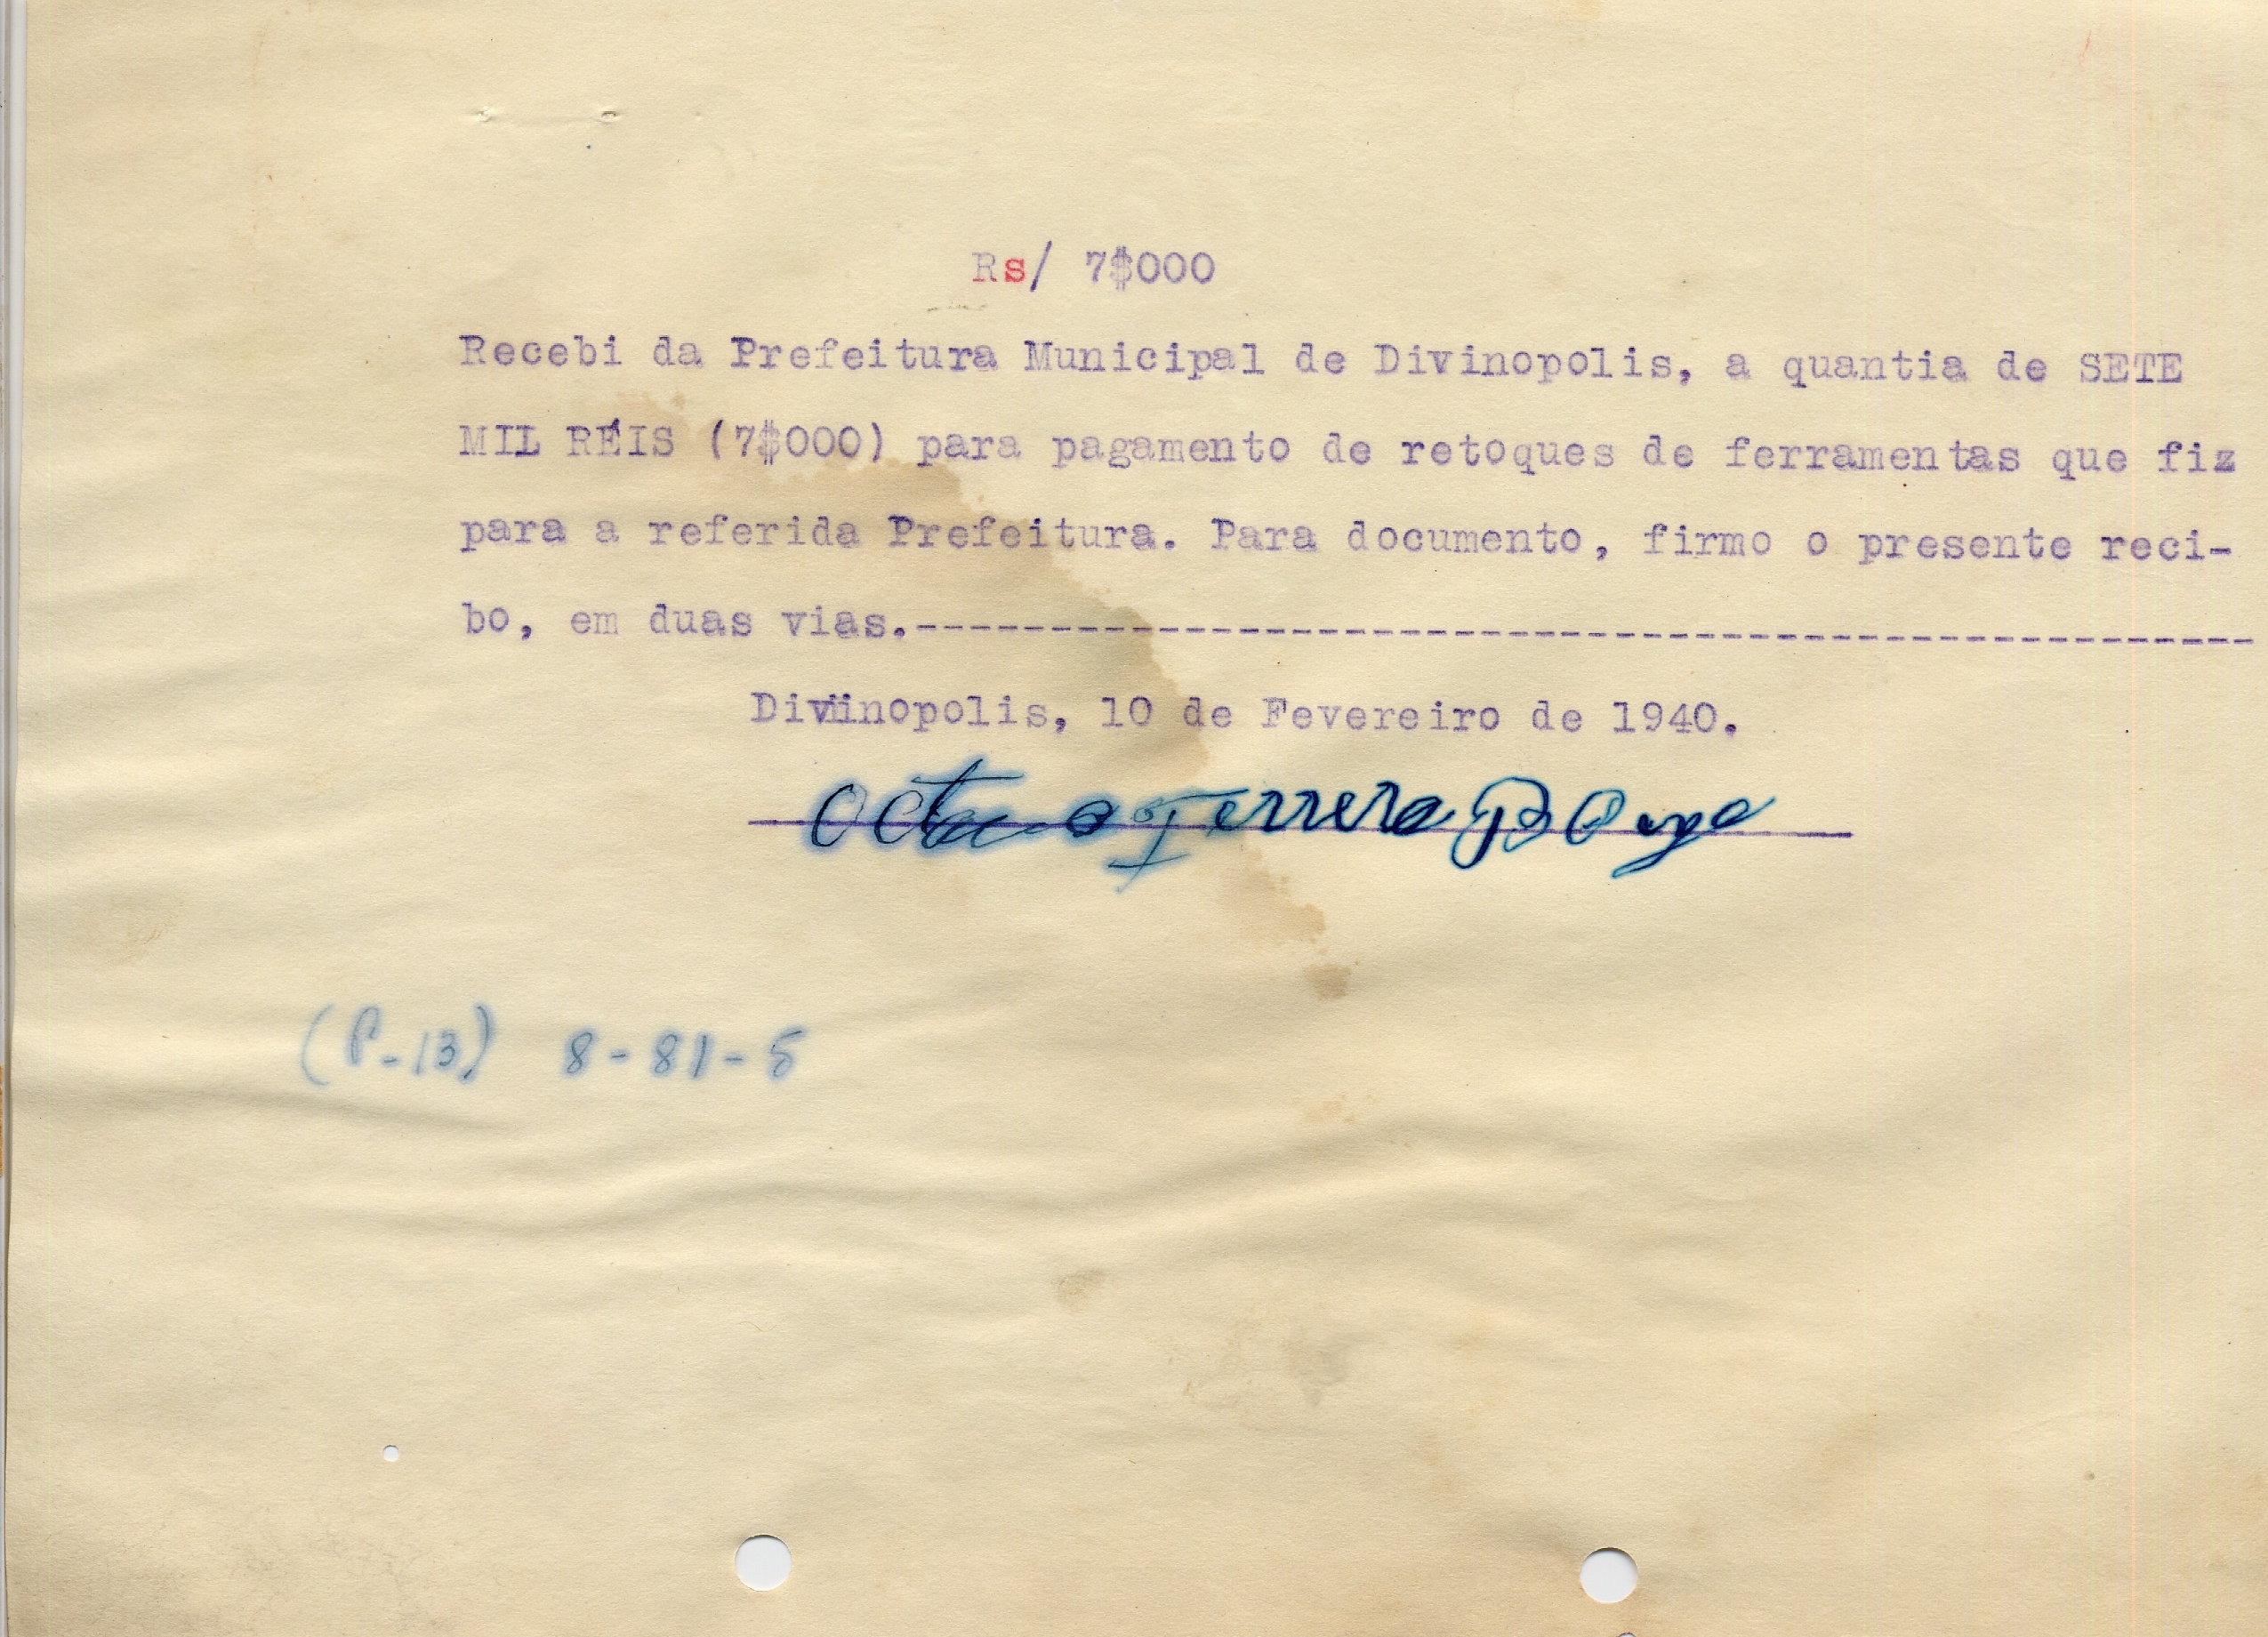 Rs/ 7$000
Recebi da Prefeitura Municipal de Divinopolis, a quantia de SETE
MIL RÉIS (7$000) para pagamento de retoques de ferramentas que fiz
para a referida Prefeitura. Para documento, firmo o presente reci-
bo, em duas vias.--------------------------------------------------
Divinopolis, 10 de Fevereiro de 1940.
(P-13) 8-81-5